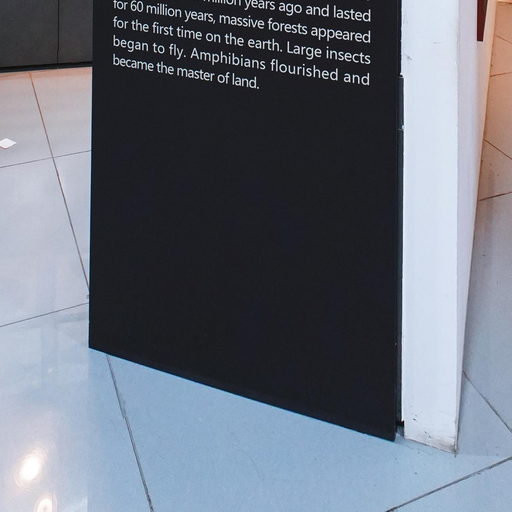 years ago and lasted
for 60 million years, massive forests appeared
for the first time on the earth. Large insects
began to fly. Amphibians flourished and
became the master of land.